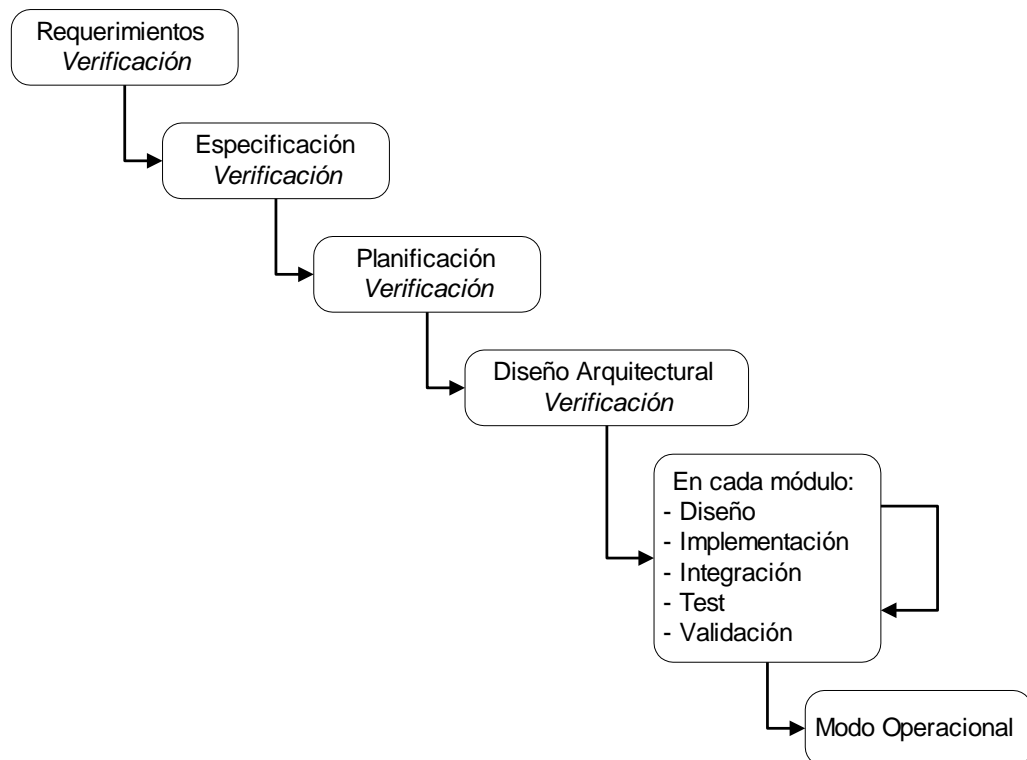 Requerimientos
Verificación
Especificación
Verificación
Planificación
Verificación
Diseño Arquitectural
Verificación
En cada módulo:
- Diseño
- Implementación
- Integración
- Test
- Validación
Modo Operacional